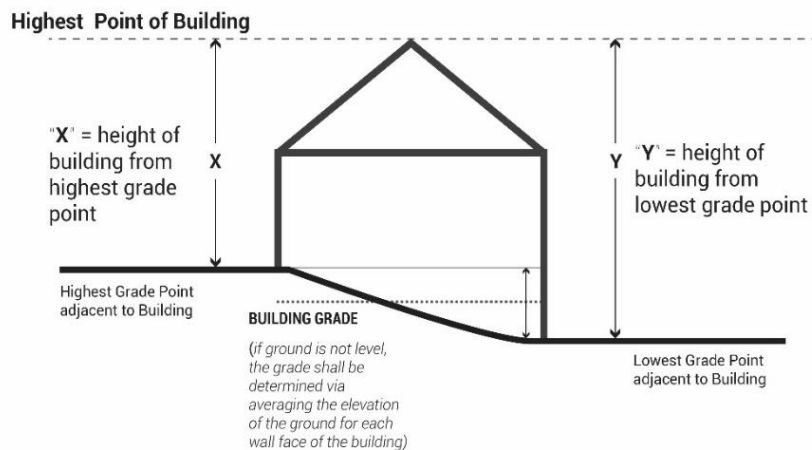 Highest Point of Building
"X" = height of
building from
highest grade
point
X
Y
"Y" = height of
building from
lowest grade point
Highest Grade Point
adjacent to Building
BUILDING GRADE
(if ground is not level,
the grade shall be
determined via
averaging the elevation
of the ground for each
wall face of the building)
Lowest Grade Point
adjacent to Building